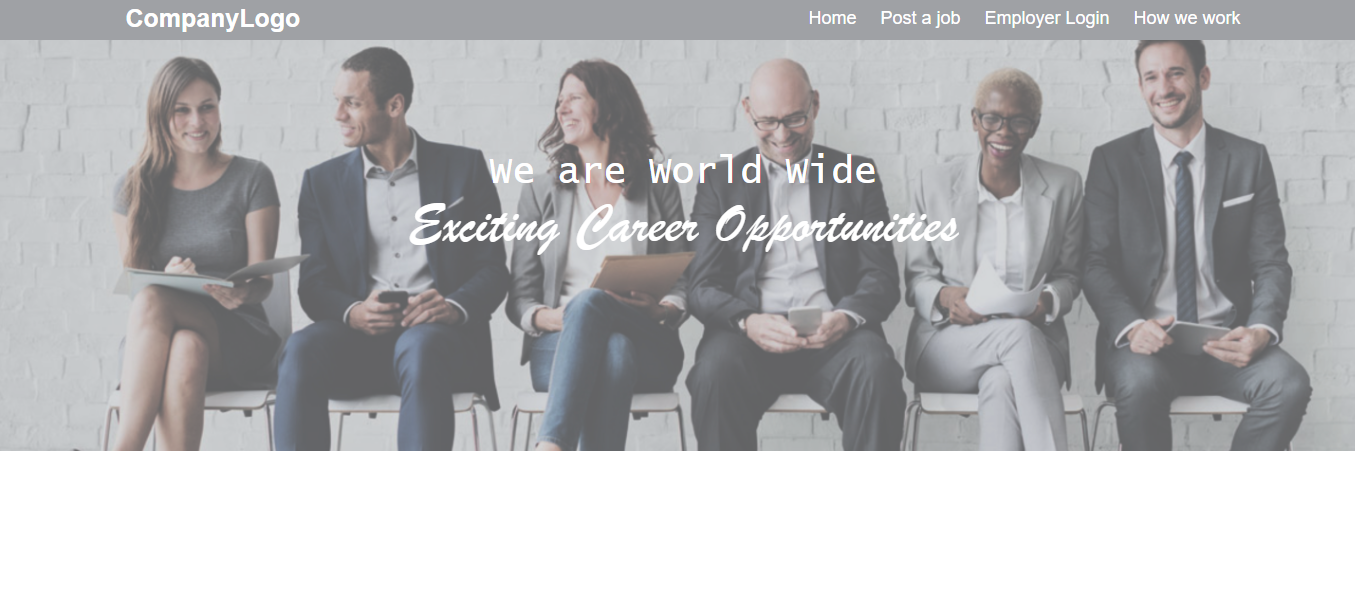 CompanyLogo
Home Post a job Employer Login How we work
We are World Wide
Exciting Career Opportunities